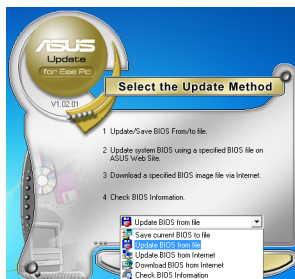 ASUS
Update
for Eee Pc
V1.02.01
Select the Update Method
1 Update/Save BIOS From/to file.
2 Update system BIOS using a specified BIOS file on
ASUS Web Site.
3 Download a specified BIOS image file via Internet.
4 Check BIOS Information.
Update BIOS from file
Save current BIOS to file
Update BIOS from file
Update BIOS from Internet
Download BIOS from Internet
Check BIOS Information